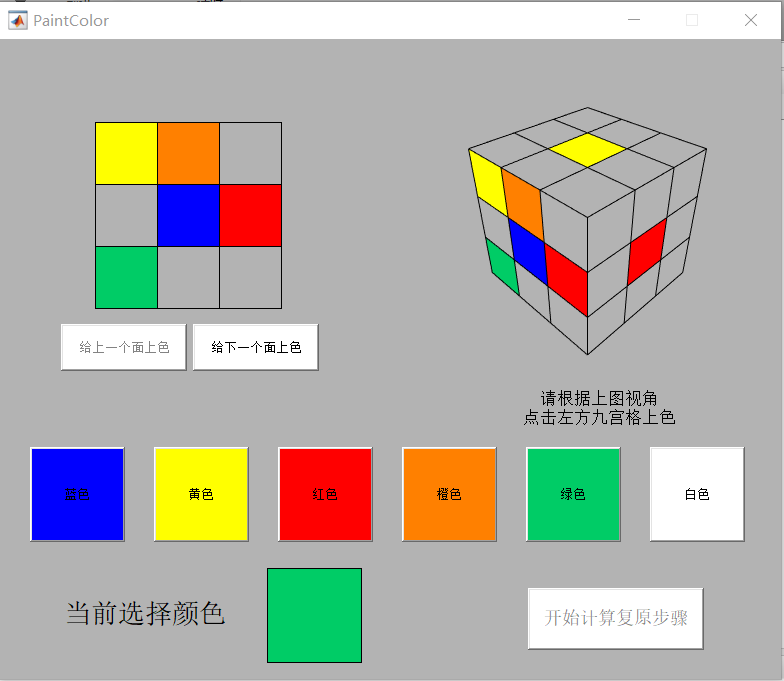 PaintColor
给上一个面上色
给下一个面上色
请根据上图视角
点击左方九宫格上色
蓝色
黄色
红色
橙色
绿色
白色
当前选择颜色
开始计算复原步骤